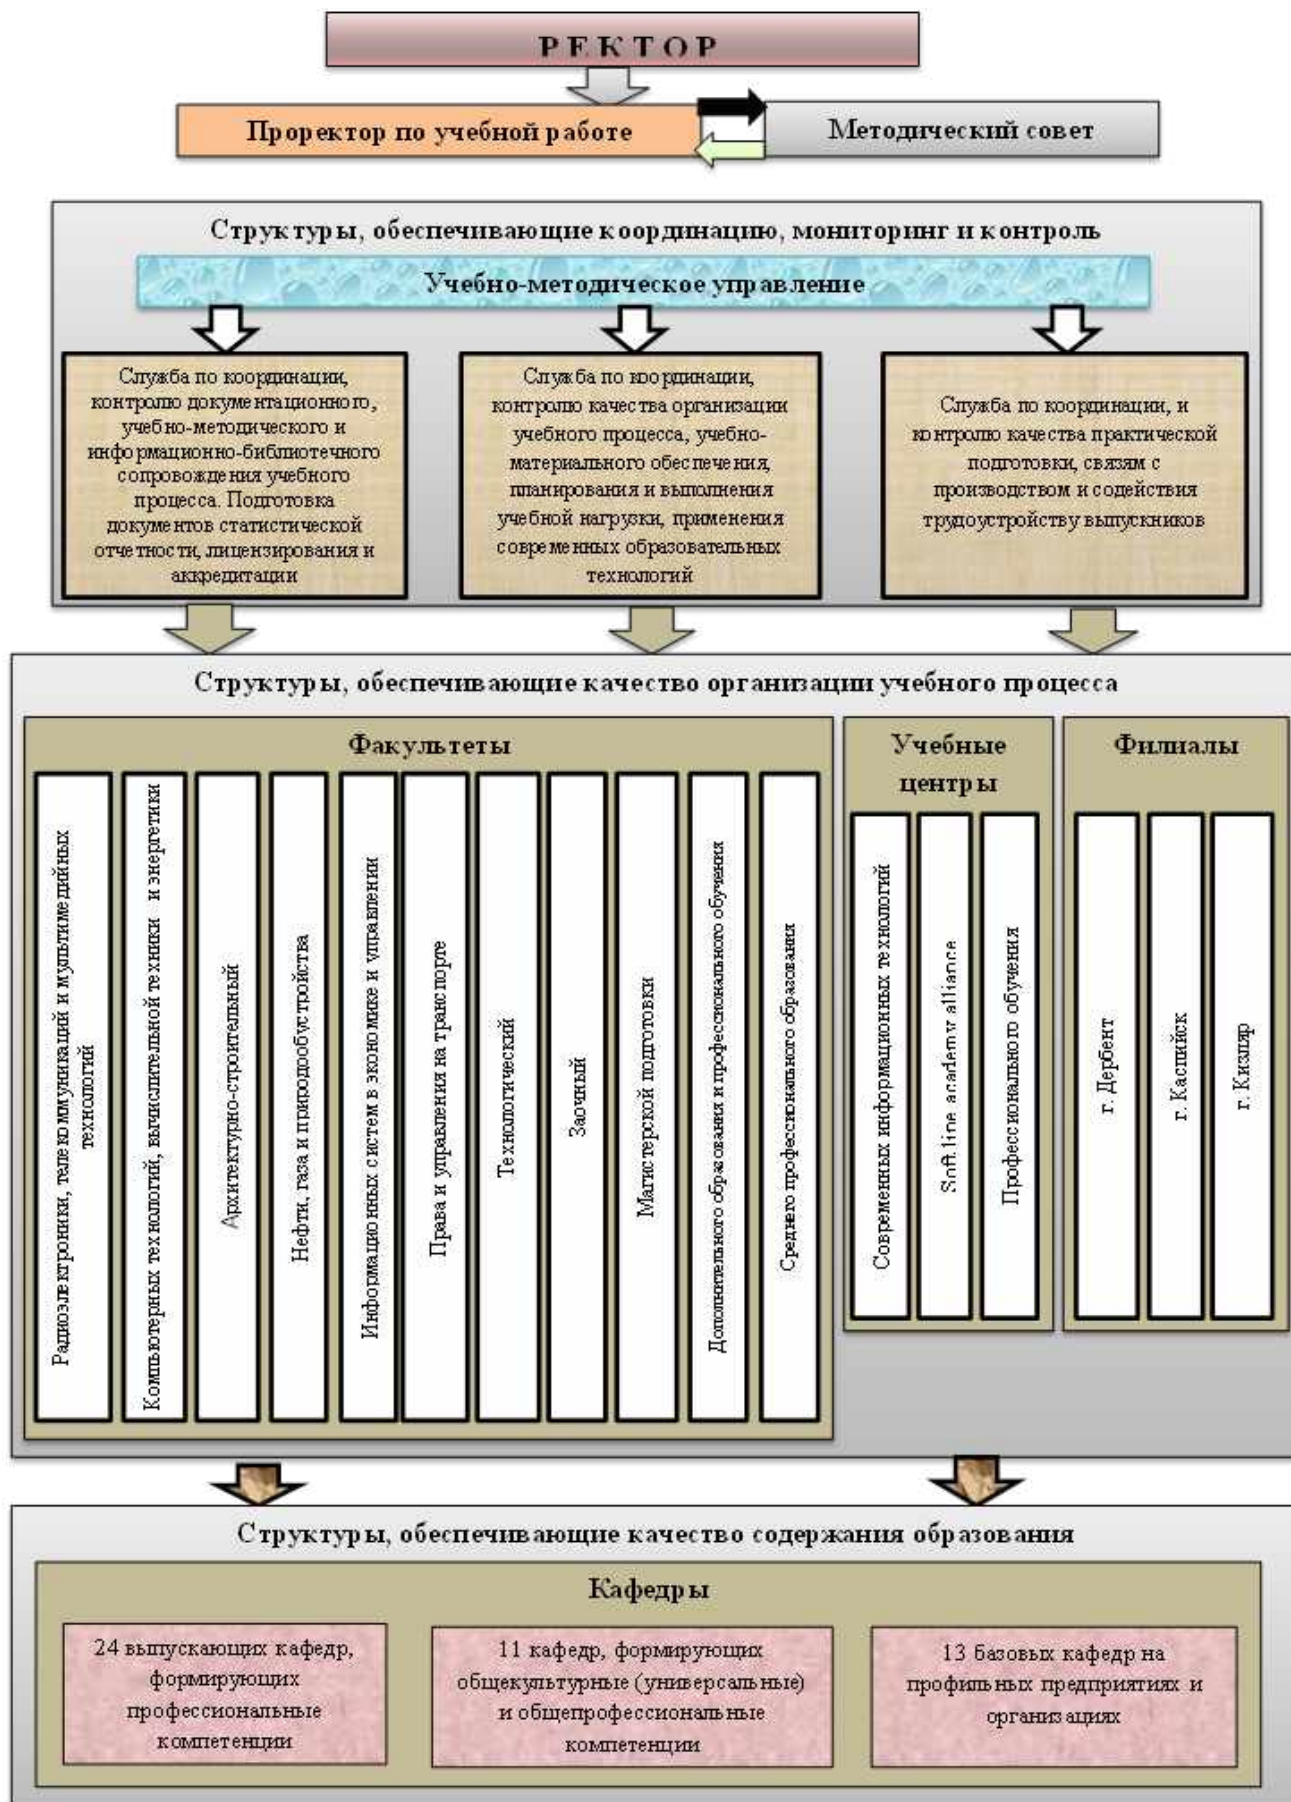 РЕКТОР
Проректор по учебной работе
Методический совет
Структуры, обеспечивающие координацию, мониторинг и контроль
Учебно-методическое управление
Служба по координации,
контролю документационного,
учебно-методического и
информационно-библиотечного
сопровождения учебного
процесса. Подготовка
документов статистической
отчетности, лицензирования и
аккредитации
Служба по координации,
контролю качества организации
учебного процесса, учебно-
материального обеспечения,
планирования и выполнения
учебной нагрузки, применения
современных образовательных
технологий
Служба по координации, и
контролю качества практической
подготовки, связям с
производством и содействия
трудоустройству выпускников
Структуры, обеспечивающие качество организации учебного процесса
Факультеты
Радиоэлектроники, телекоммуникаций и мультимедийных
технологий
Компьютерных технологий, вычислительной техники и энергетики
Архитектурно-строительный
Нефти, газа и природообустройства
Информационных систем в экономике и управлении
Права и управления на транспорте
Технологический
Заочный
Магистерской подготовки
Дополнительного образования и профессионального обучения
Среднего профессионального образования
Учебные
центры
Современных информационных технологий
Soft line academy alliance
Профессионального обучения
Филиалы
г. Дербент
г. Каспийск
г. Кизляр
Структуры, обеспечивающие качество содержания образования
Кафедры
24 выпускающих кафедр,
формирующих
профессиональные
компетенции
11 кафедр, формирующих
общекультурные (универсальные)
и общепрофессиональные
компетенции
13 базовых кафедр на
профильных предприятиях и
организациях